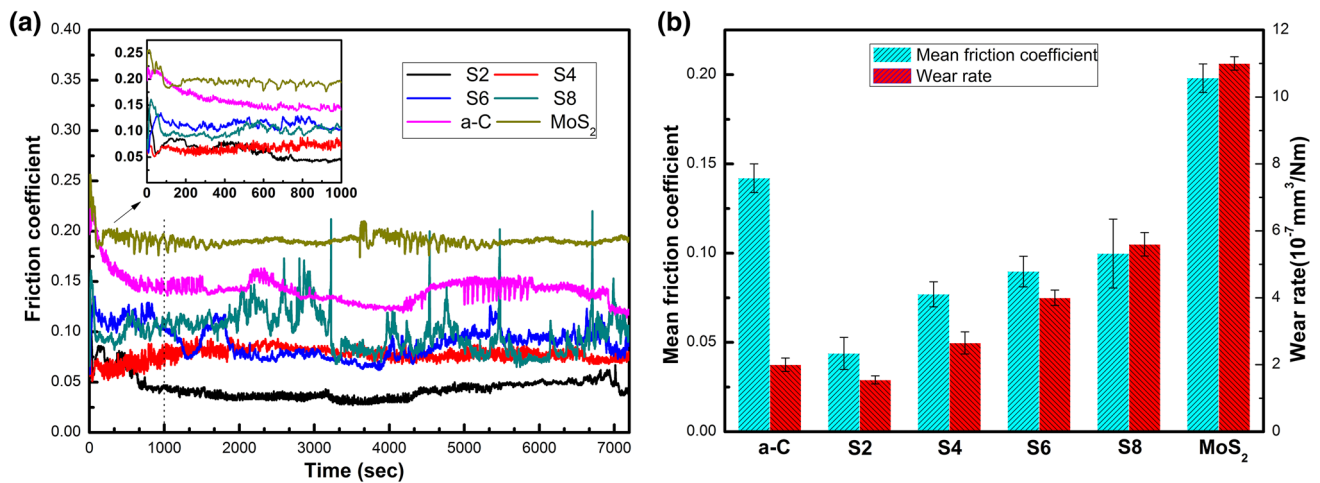 (a)
0.40
0.35
0.30
0.25
0.20
0.15
0.10
0.05
0.00
Friction coefficient
0.25
0.20
0.15
0.10
0.05
0 200 400 600 800 1000
S2 S4
S6 S8
a-C MoS2
0 1000 2000 3000 4000 5000 6000 7000
Time (sec)
(b)
Mean friction coefficient
0.20
0.15
0.10
0.05
0.00
Mean friction coefficient
Wear rate
12
10
8
6
4
2
0
Wear rate(10-7 mm3/Nm)
a-C S2 S4 S6 S8 MoS2